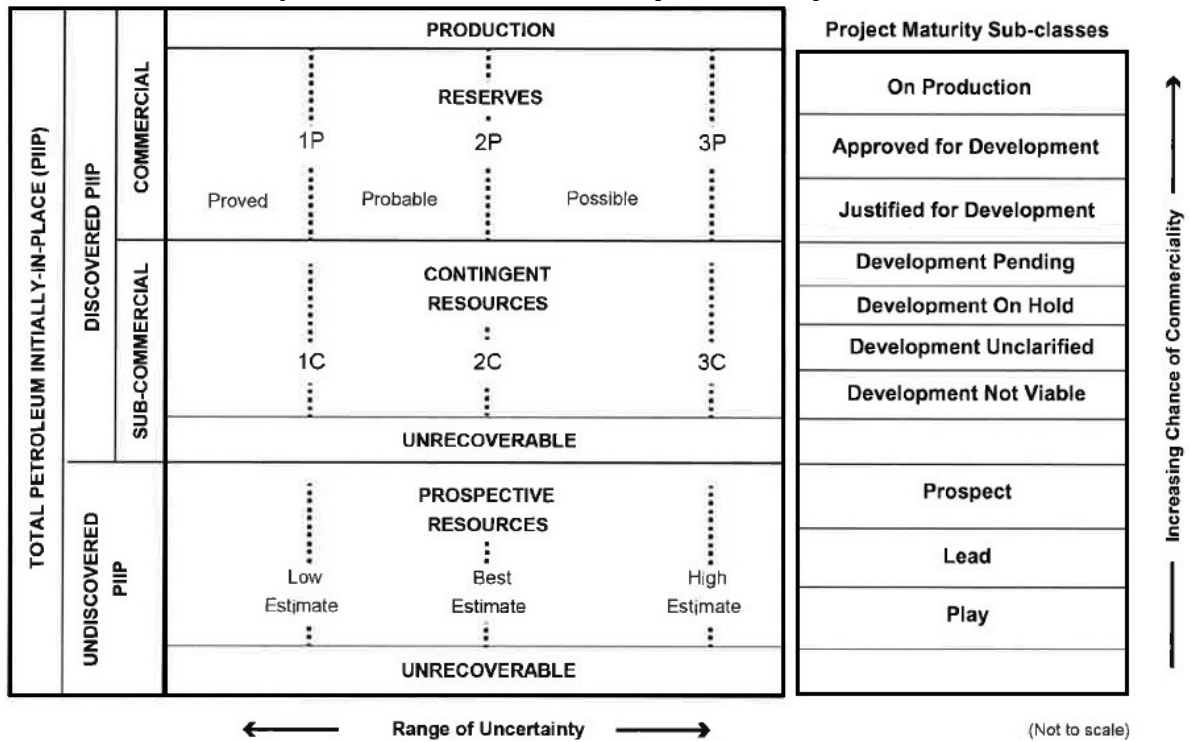 PRODUCTION
Project Maturity Sub-classes
TOTAL PETROLEUM INITIALLY-IN-PLACE (PIIP)
DISCOVERED PIIP
COMMERCIAL
RESERVES
1P 2P 3P
Proved Probable Possible
SUB-COMMERCIAL
CONTINGENT
RESOURCES
1C 2C 3C
UNRECOVERABLE
UNDISCOVERED
PIIP
PROSPECTIVE
RESOURCES
Low Best High
Estimate Estimate Estimate
UNRECOVERABLE
On Production
Approved for Development
Justified for Development
Development Pending
Development On Hold
Development Unclarified
Development Not Viable
Prospect
Lead
Play
Increasing Chance of Commerciality
Range of Uncertainty
(Not to scale)